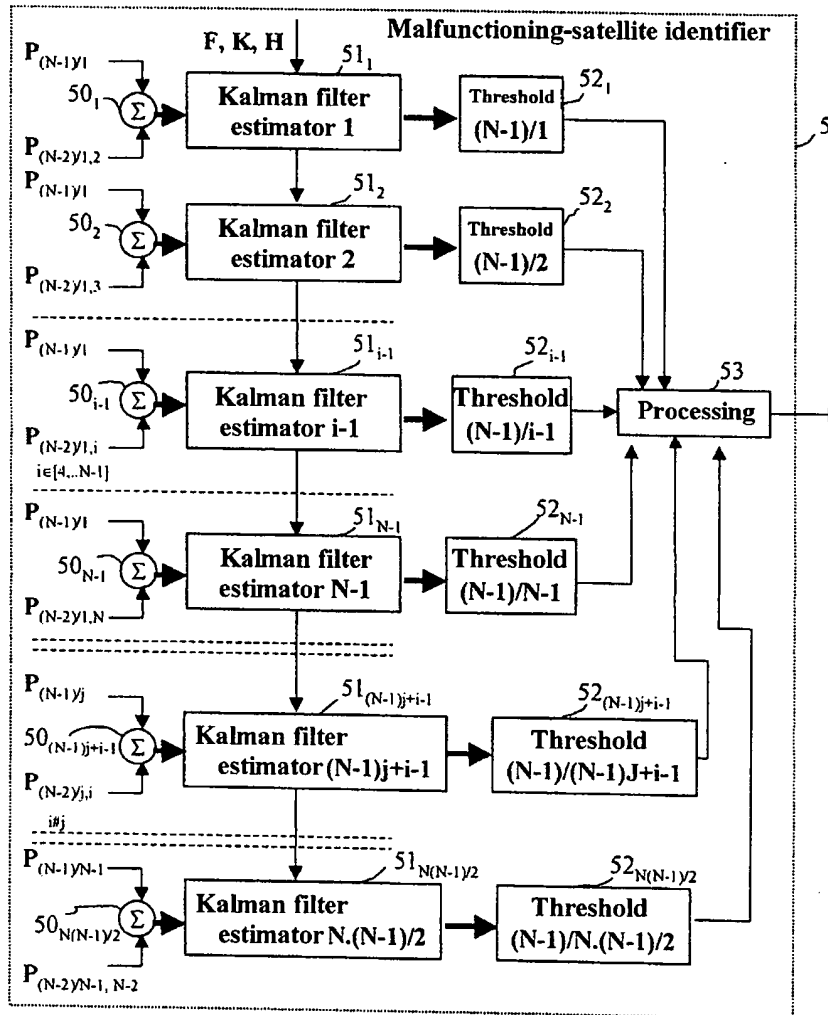 F, K, H
Malfunctioning-satellite identifier
P(N-1)/1
50₁
Σ
P(N-2)/1,2
51₁
Kalman filter
estimator 1
52₁
Threshold
(N-1)/1
5
P(N-1)/1
50₂
Σ
P(N-2)/1,3
51₂
Kalman filter
estimator 2
52₂
Threshold
(N-1)/2
P(N-1)/1
50i-1
Σ
P(N-2)/1,i
i∈[4,..N-1]
51i-1
Kalman filter
estimator i-1
52i-1
Threshold
(N-1)/i-1
53
Processing
P(N-1)/1
50N-1
Σ
P(N-2)/1,N
51N-1
Kalman filter
estimator N-1
52N-1
Threshold
(N-1)/N-1
P(N-1)/j
50(N-1)j+i-1
Σ
P(N-2)/j,i
i#j
51(N-1)j+i-1
Kalman filter
estimator (N-1)j+i-1
52(N-1)j+i-1
Threshold
(N-1)/(N-1)J+i-1
P(N-1)/N-1
50N(N-1)/2
Σ
P(N-2)/N-1, N-2
51N(N-1)/2
Kalman filter
estimator N.(N-1)/2
52N(N-1)/2
Threshold
(N-1)/N.(N-1)/2